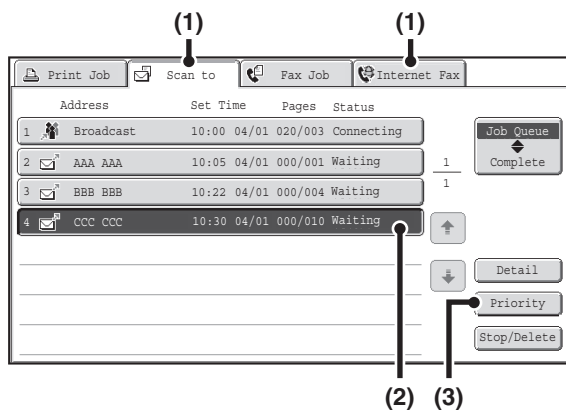 (1) (1)
Print Job Scan to Fax Job Internet Fax
Address Set Time Pages Status
1 Broadcast 10:00 04/01 020/003 Connecting
Job Queue
Complete
2 AAA AAA 10:05 04/01 000/001 Waiting
1
3 BBB BBB 10:22 04/01 000/004 Waiting
1
4 CCC CCC 10:30 04/01 000/010 Waiting
Detail
Priority
Stop/Delete
(2) (3)